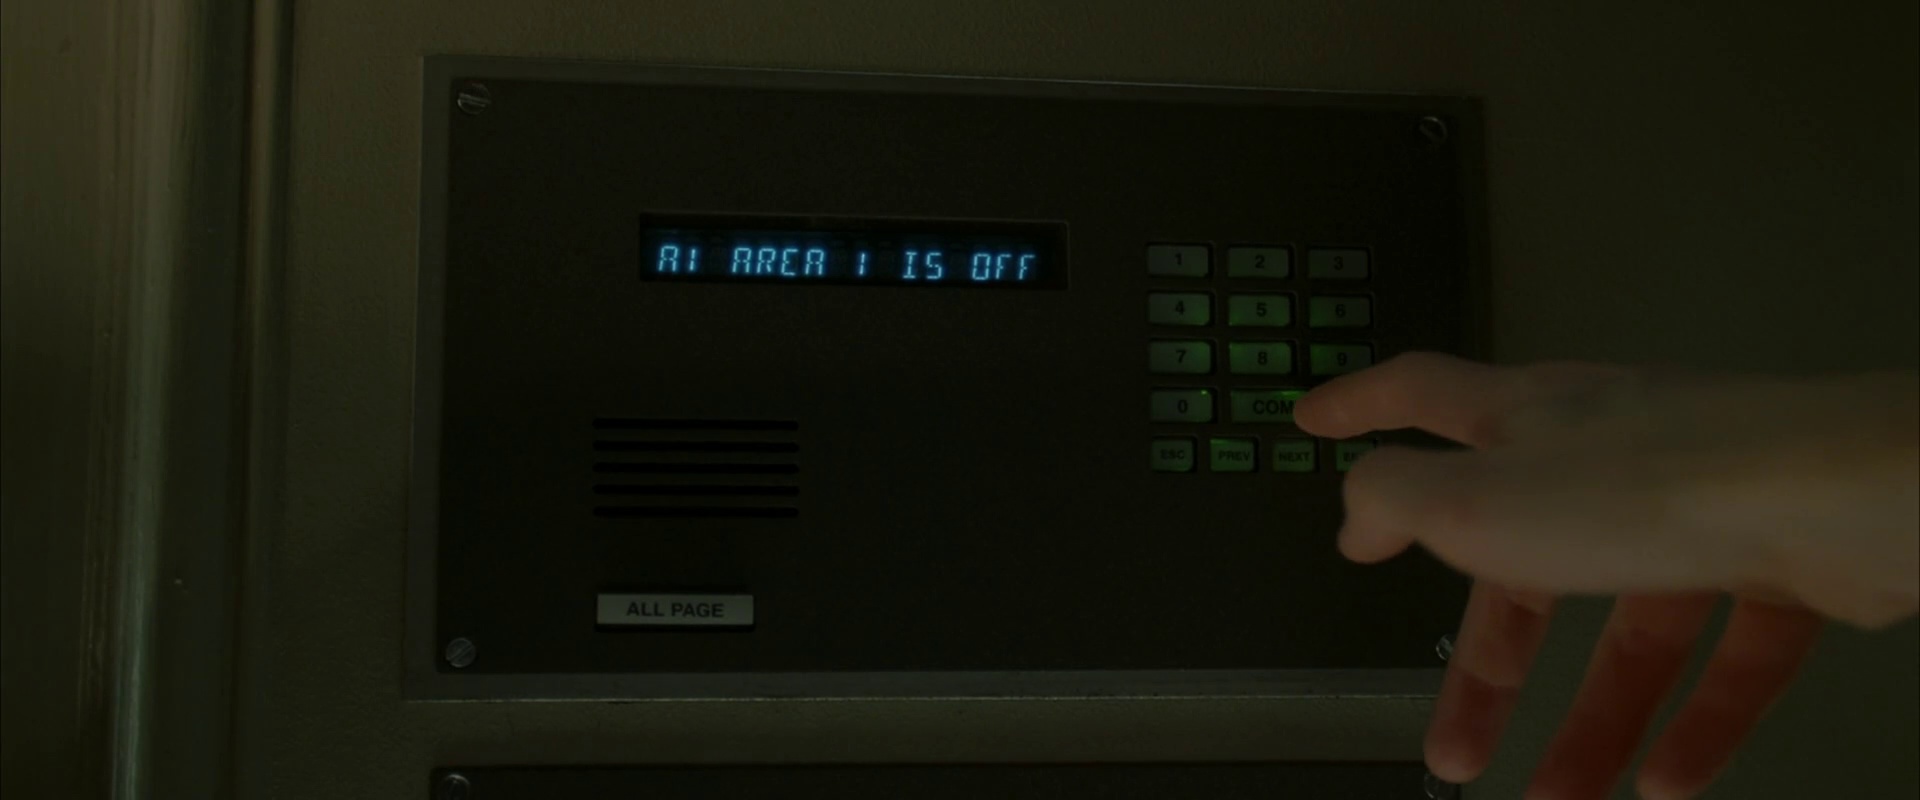 A1 AREA 1 IS OFF
1 2 3
4 5 6
7 8 9
0 COM
ESC PREV NEXT
ALL PAGE